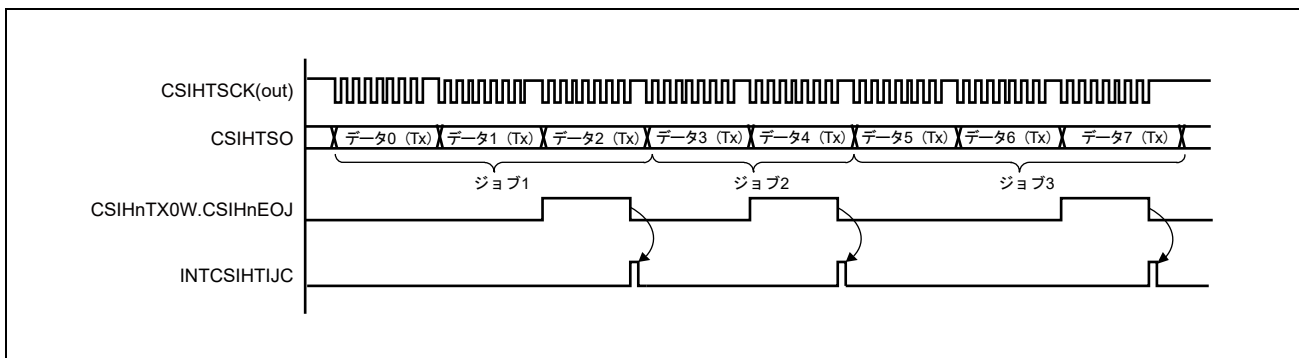 CSIHTSCK(out)
CSIHTSO
データ0 (Tx) データ1 (Tx) データ2 (Tx) データ3 (Tx) データ4 (Tx) データ5 (Tx) データ6 (Tx) データ7 (Tx)
ジョブ1 ジョブ2 ジョブ3
CSIHnTX0W.CSIHnEOJ
INTCSIHTIJC